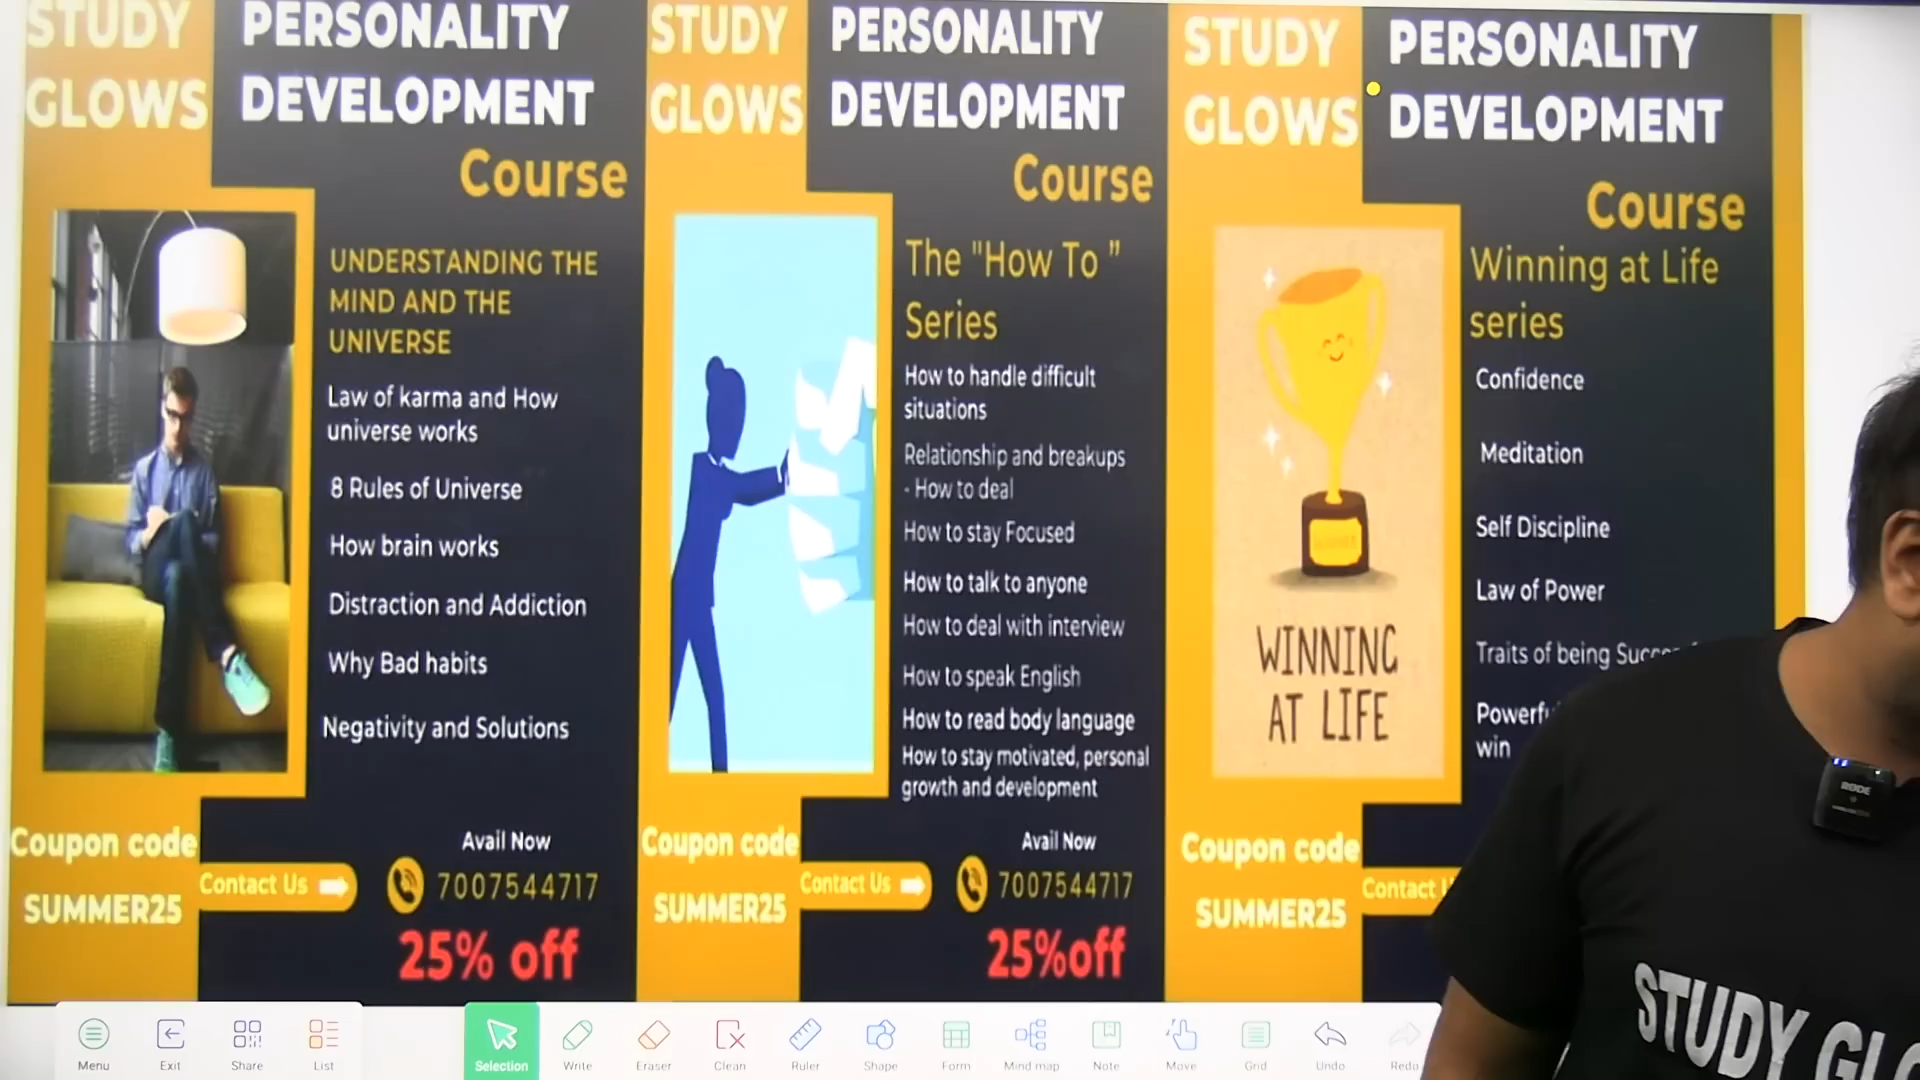 STUDY
GLOWS
PERSONALITY
DEVELOPMENT
Course
UNDERSTANDING THE
MIND AND THE
UNIVERSE
Law of karma and How
universe works
8 Rules of Universe
How brain works
Distraction and Addiction
Why Bad habits
Negativity and Solutions
Coupon code
SUMMER25
Contact Us
Avail Now
7007544717
25% off
STUDY
GLOWS
PERSONALITY
DEVELOPMENT
Course
The "How To ”
Series
How to handle difficult
situations
Relationship and breakups
- How to deal
How to stay Focused
How to talk to anyone
How to deal with interview
How to speak English
How to read body language
How to stay motivated, personal
growth and development
Coupon code
SUMMER25
Contact Us
Avail Now
7007544717
25%off
STUDY
GLOWS
PERSONALITY
DEVELOPMENT
Course
Winning at Life
series
WINNING
AT LIFE
Confidence
Meditation
Self Discipline
Law of Power
Traits of being
win
Coupon code
SUMMER25
Contact
RØDE
STUDY
Menu Exit Share List Selection Write Eraser Clean Ruler Shape Form Mind map Note Move Grid Undo Redo